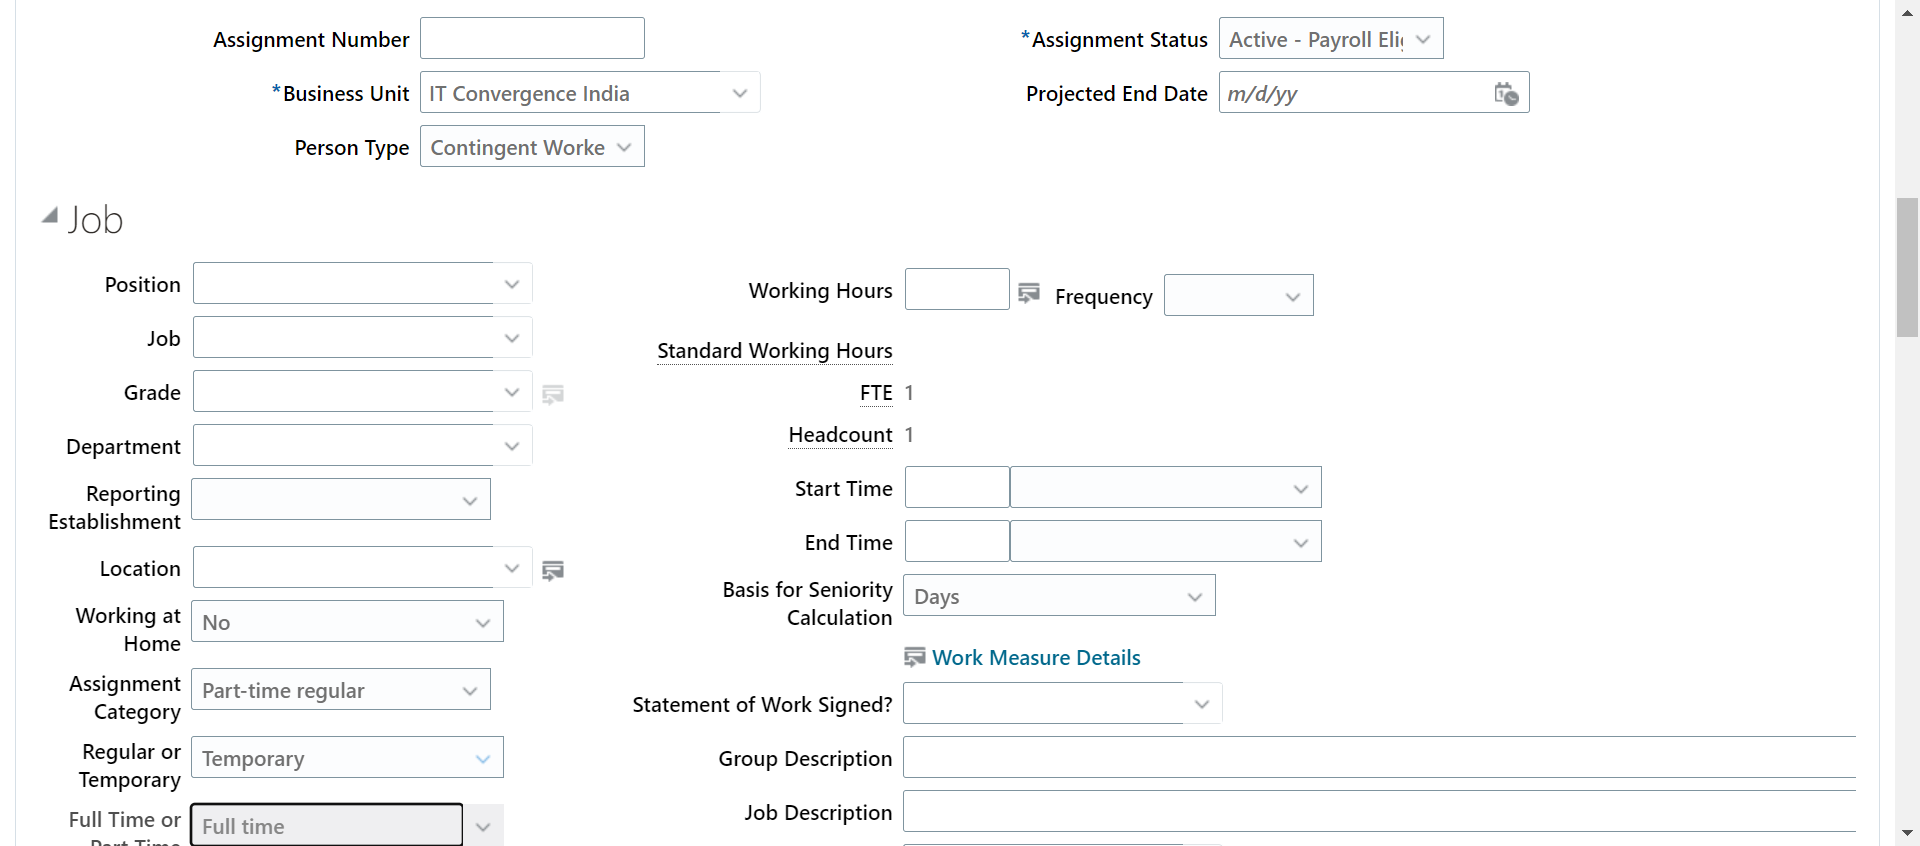 Assignment Number
*Assignment Status Active - Payroll Eli
*Business Unit IT Convergence India
Projected End Date m/d/yy
Person Type Contingent Worke
Job
Position
Working Hours Frequency
Job
Standard Working Hours
Grade
FTE 1
Department
Headcount 1
Reporting
Establishment
Start Time
End Time
Location
Basis for Seniority
Calculation Days
Working at
Home No
Work Measure Details
Assignment
Category Part-time regular
Statement of Work Signed?
Regular or
Temporary Temporary
Group Description
Full Time or
Part Time Full time
Job Description